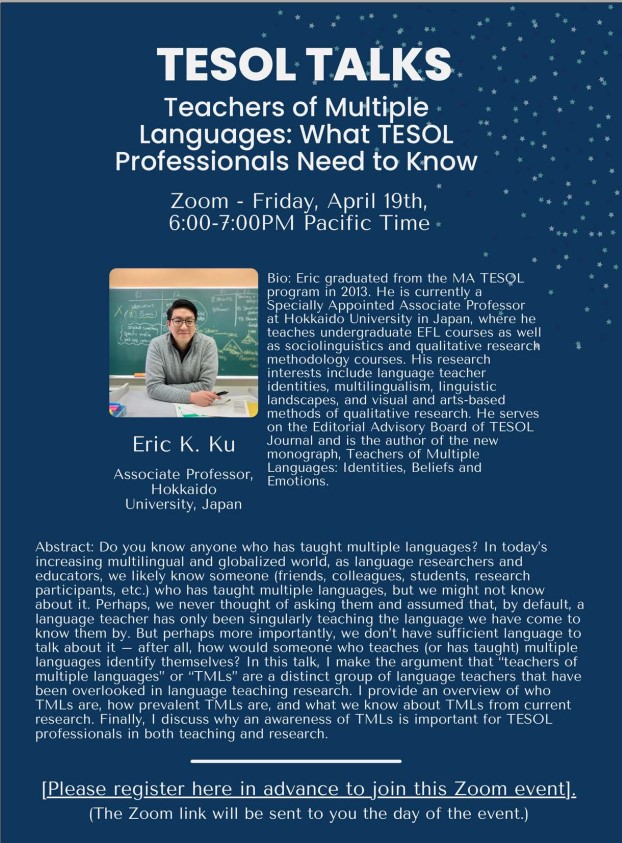 TESOL TALKS
Teachers of Multiple
Languages: What TESOL
Professionals Need to Know
Zoom - Friday, April 19th,
6:00-7:00PM Pacific Time
Bio: Eric graduated from the MA TESOL
program in 2013. He is currently a
Specially Appointed Associate Professor
at Hokkaido University in Japan, where he
teaches undergraduate EFL courses as well
as sociolinguistics and qualitative research
methodology courses. His research
interests include language teacher
identities, multilingualism, linguistic
landscapes, and visual and arts-based
methods of qualitative research. He serves
on the Editorial Advisory Board of TESOL
Journal and is the author of the new
monograph, Teachers of Multiple
Languages: Identities, Beliefs and
Emotions.
Eric K. Ku
Associate Professor,
Hokkaido
University, Japan
Abstract: Do you know anyone who has taught multiple languages? In today's
increasing multilingual and globalized world, as language researchers and
educators, we likely know someone (friends, colleagues, students, research
participants, etc.) who has taught multiple languages, but we might not know
about it. Perhaps, we never thought of asking them and assumed that, by default, a
language teacher has only been singularly teaching the language we have come to
know them by. But perhaps more importantly, we don't have sufficient language to
talk about it — after all, how would someone who teaches (or has taught) multiple
languages identify themselves? In this talk, I make the argument that "teachers of
multiple languages" or "TMLs" are a distinct group of language teachers that have
been overlooked in language teaching research. I provide an overview of who
TMLs are, how prevalent TMLs are, and what we know about TMLs from current
research. Finally, I discuss why an awareness of TMLs is important for TESOL
professionals in both teaching and research.
[Please register here in advance to join this Zoom event].
(The Zoom link will be sent to you the day of the event.)